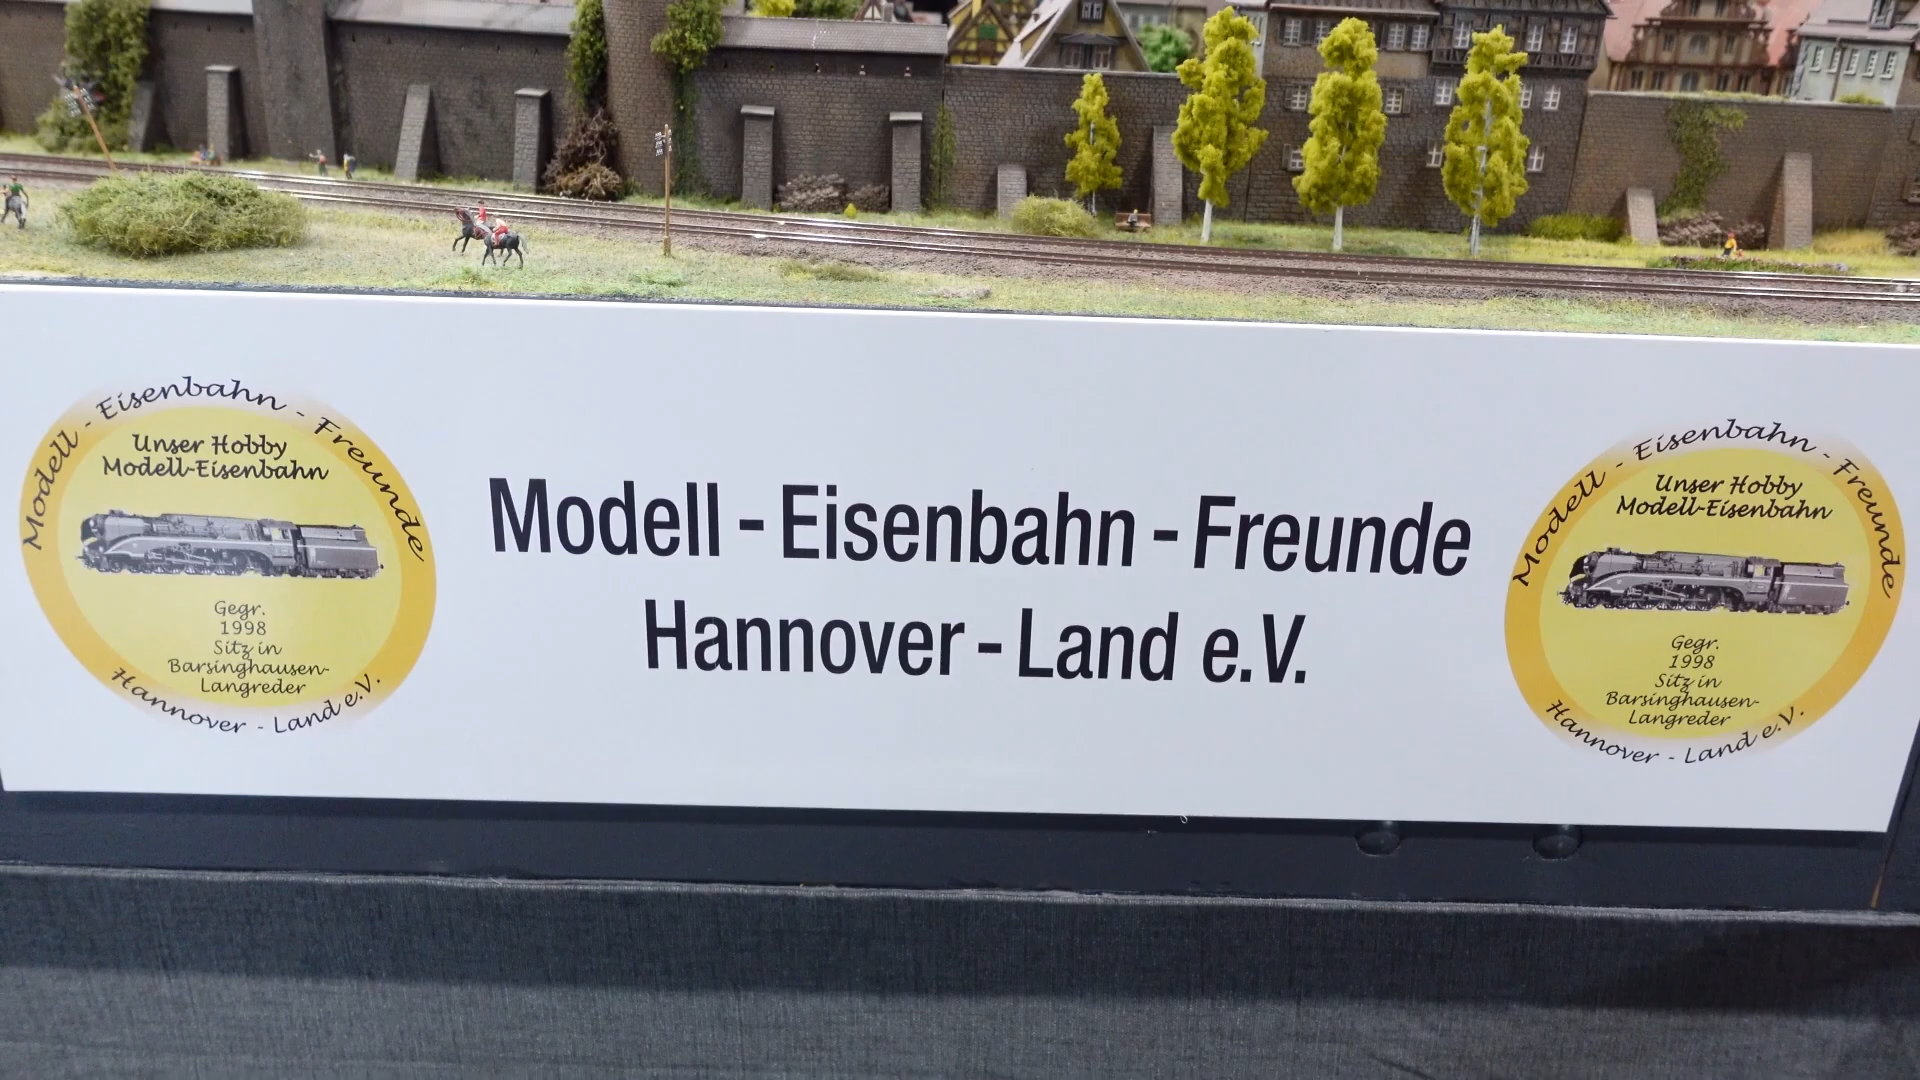 Modell - Eisenbahn - Freunde
Unser Hobby
Modell-Eisenbahn
Gegr.
1998
Sitz in
Barsinghausen-
Langreder
Hannover - Land e.V.
Modell - Eisenbahn - Freunde
Hannover - Land e.V.
Modell - Eisenbahn - Freunde
Unser Hobby
Modell-Eisenbahn
Gegr.
1998
Sitz in
Barsinghausen-
Langreder
Hannover - Land e.V.